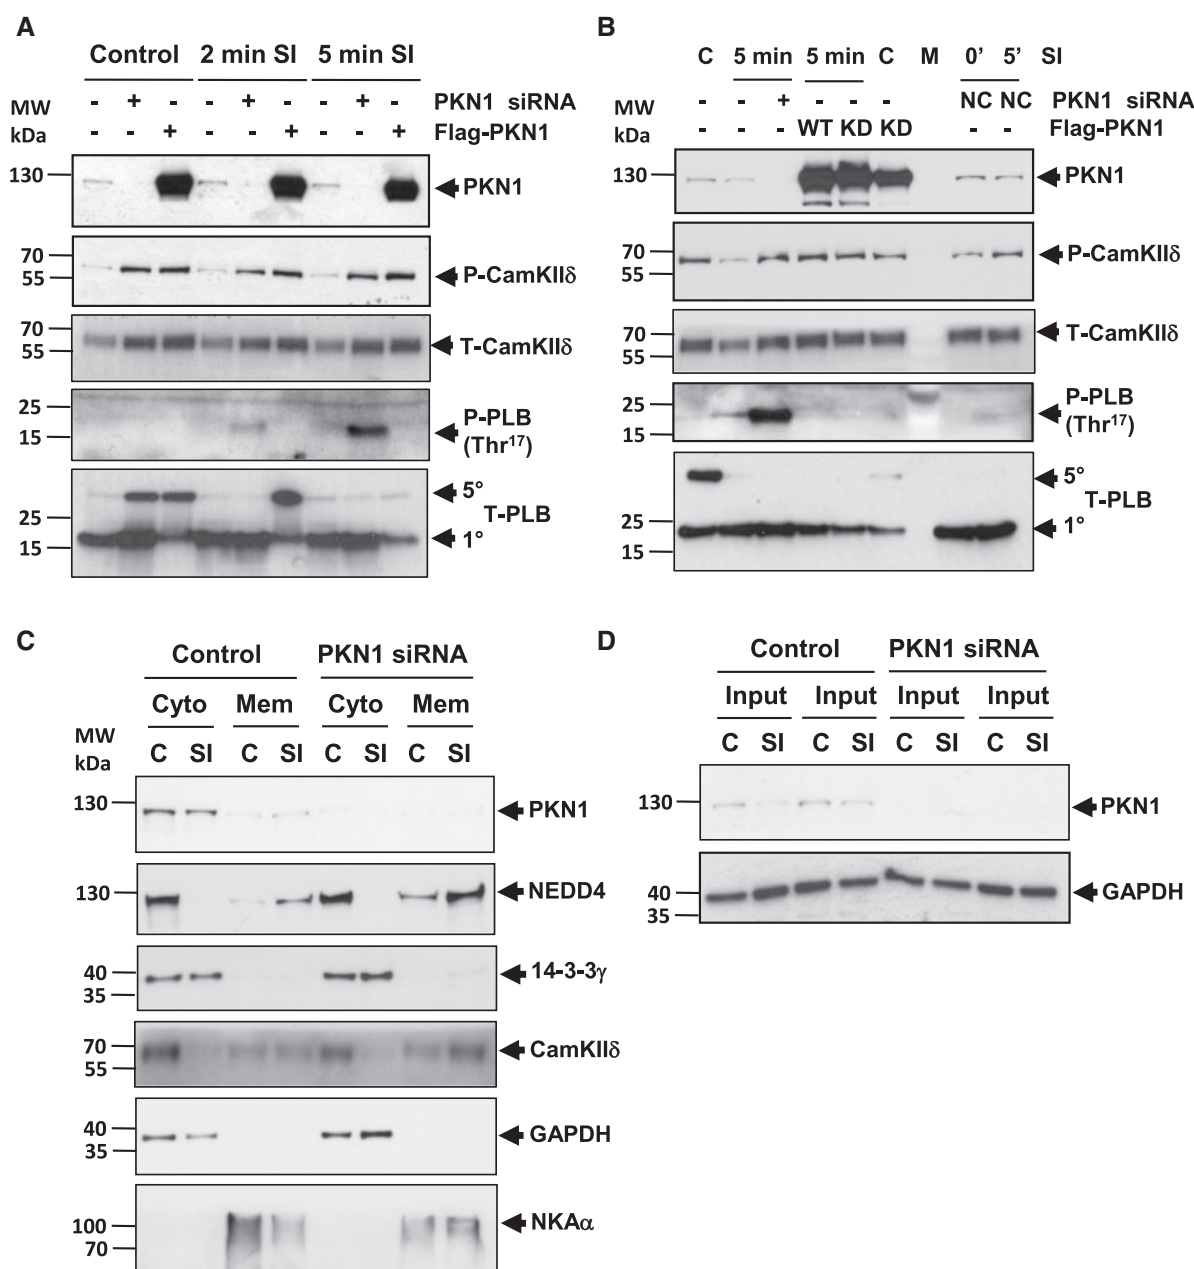 A
Control 2 min SI 5 min SI
MW
kDa
- + - - + - - + - PKN1 siRNA
- - + - - + - - + Flag-PKN1
130 PKN1
70
55
P-CamKIIδ
70
55
T-CamKIIδ
25
15
P-PLB
(Thr17)
25
15
5°
T-PLB
1°
B
C 5 min 5 min C M 0' 5' SI
MW
kDa
- - + - - - NC NC PKN1 siRNA
- - - WT KD KD - Flag-PKN1
130 PKN1
70
55
P-CamKIIδ
70
55
T-CamKIIδ
25
15
P-PLB
(Thr17)
25
15
5°
T-PLB
1°
C
Control PKN1 siRNA
Cyto Mem Cyto Mem
MW
kDa
C SI C SI C SI C SI
130 PKN1
130 NEDD4
40
35
14-3-3γ
70
55
CamKIIδ
40
35
GAPDH
100
70
NKAα
D
Control PKN1 siRNA
Input Input Input Input
C SI C SI C SI C SI
130 PKN1
40
35
GAPDH